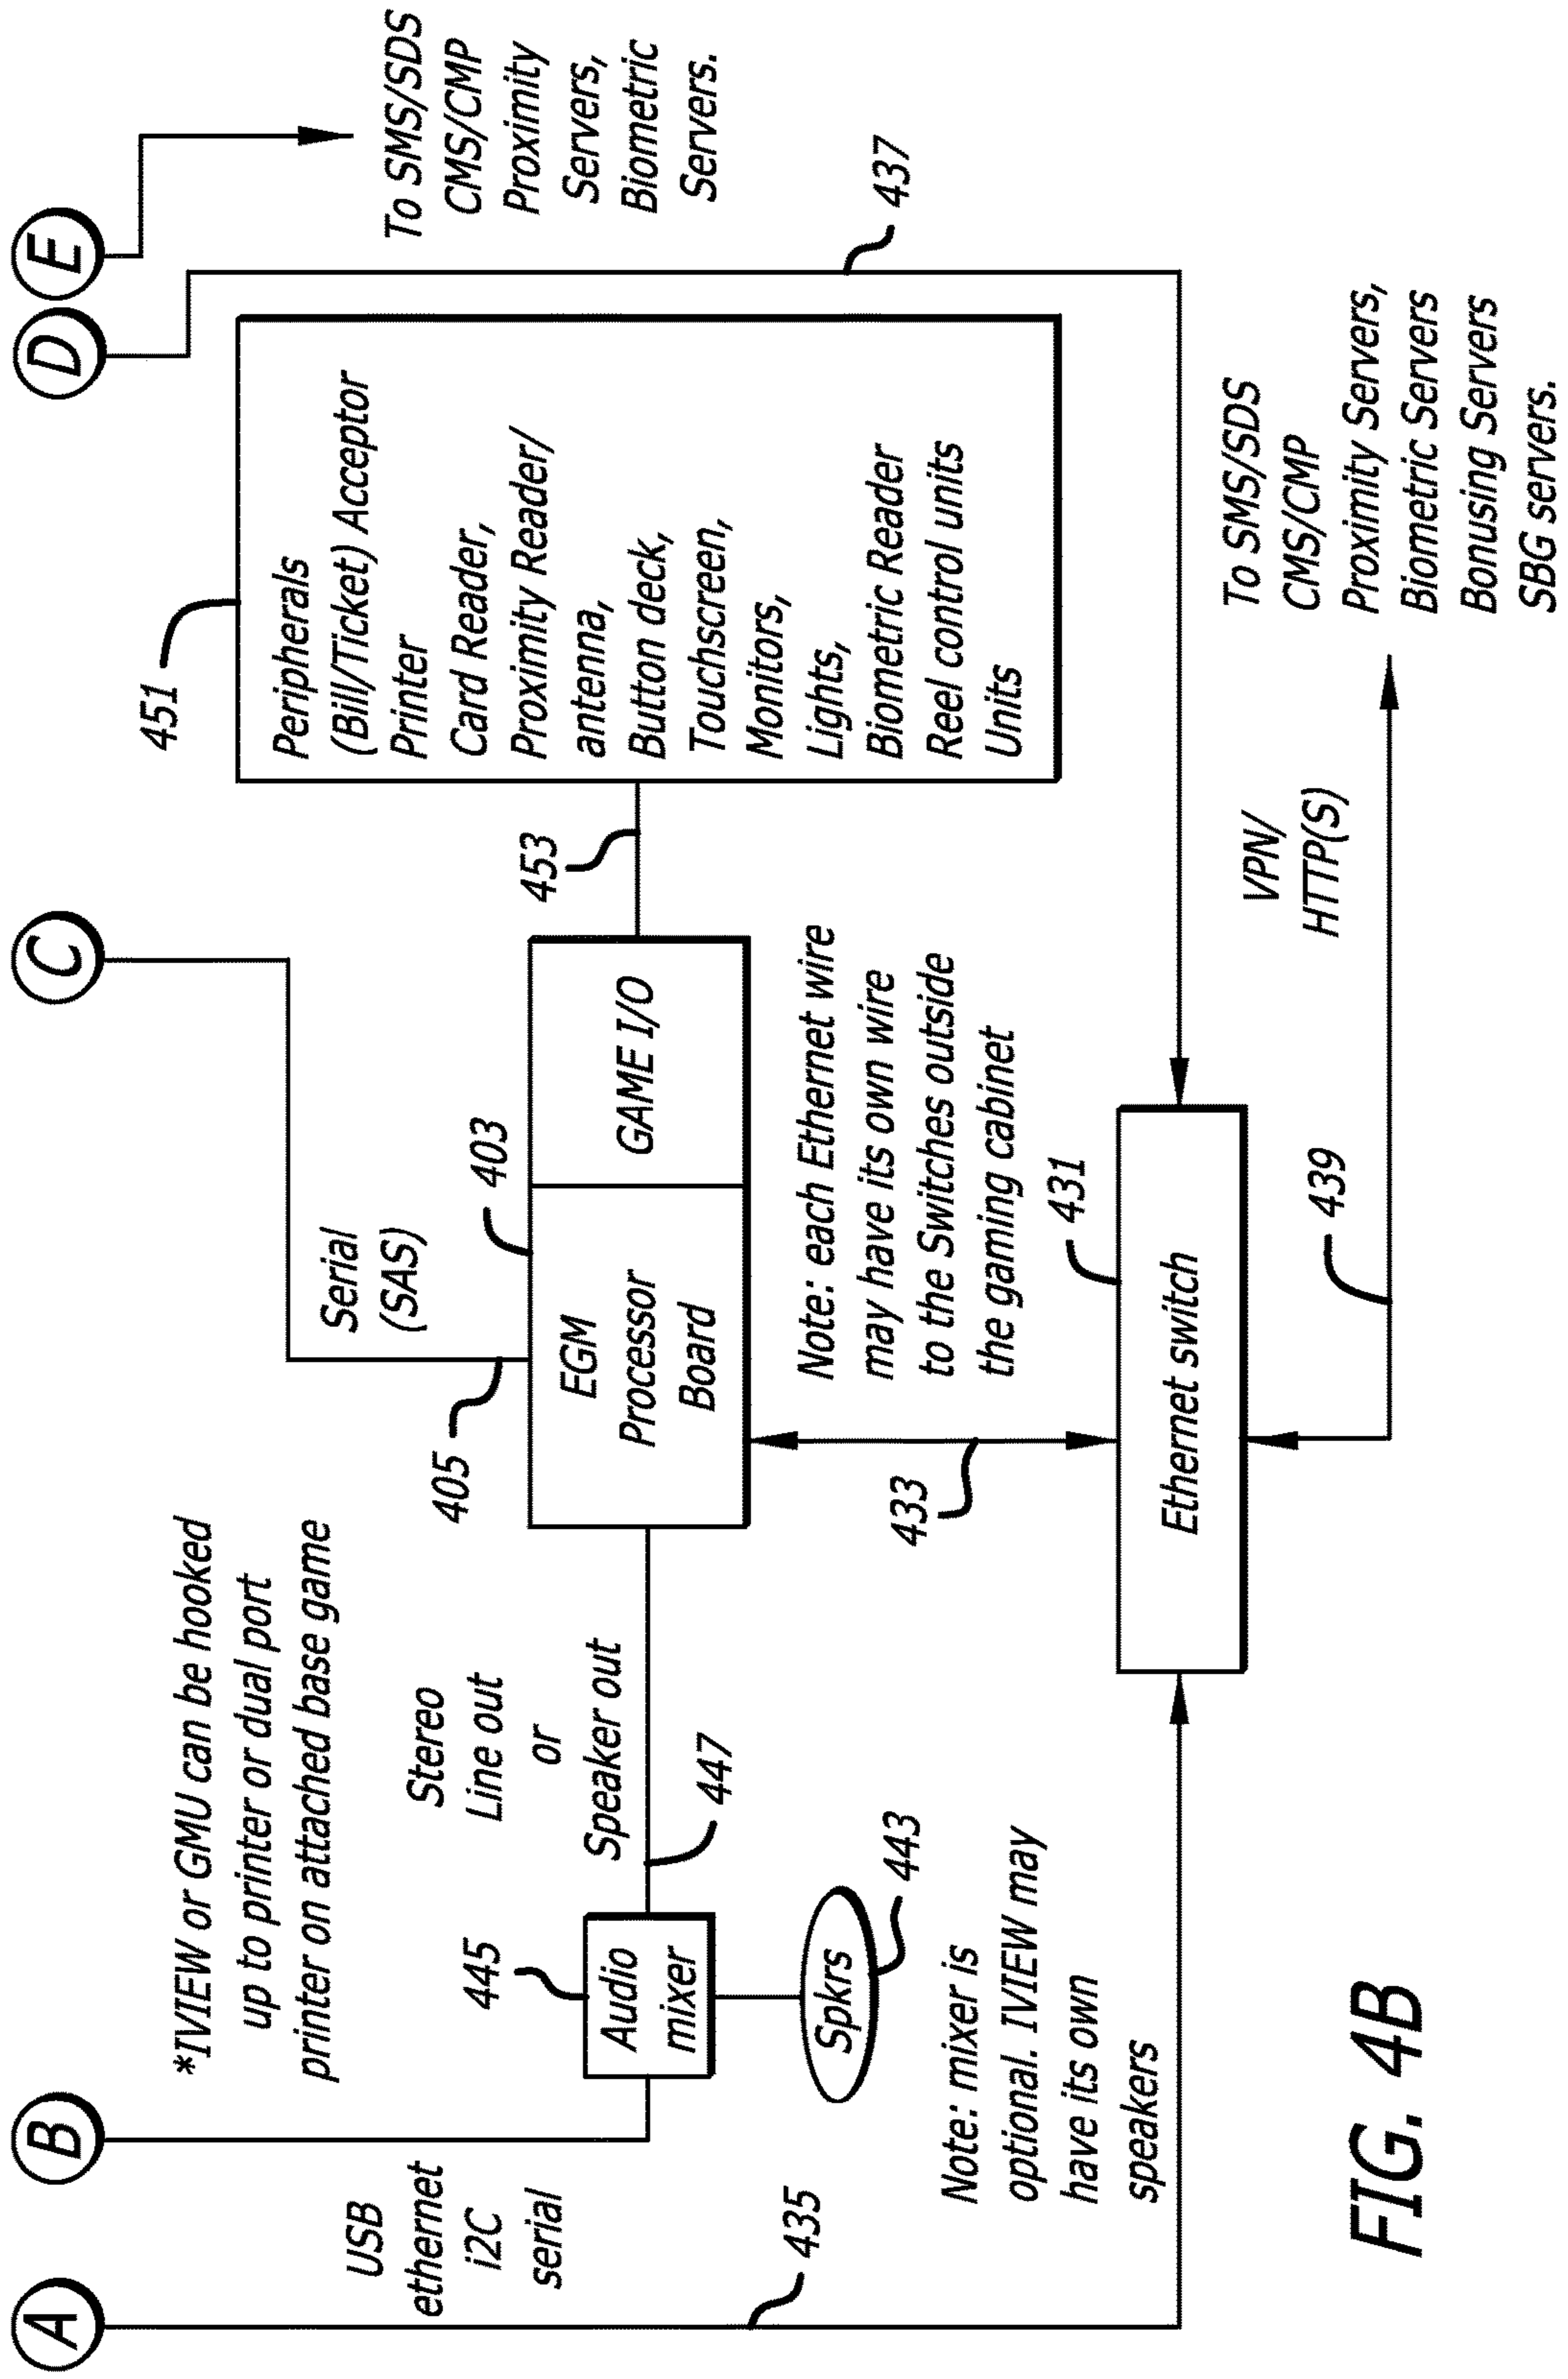 A
B
C
D
E
*IVIEW or GMU can be hooked
up to printer or dual port
printer on attached base game
USB
ethernet
i2C
serial
435
Stereo
Line out
or
Speaker out
447
445
Audio
mixer
Spkrs
443
Note: mixer is
optional. IVIEW may
have its own
speakers
Serial
(SAS)
405
403
EGM
Processor
Board
GAME I/O
453
451
Peripherals
(Bill/Ticket) Acceptor
Printer
Card Reader,
Proximity Reader/
antenna,
Button deck,
Touchscreen,
Monitors,
Lights,
Biometric Reader
Reel control units
Units
To SMS/SDS
CMS/CMP
Proximity
Servers,
Biometric
Servers.
437
433
Note: each Ethernet wire
may have its own wire
to the Switches outside
the gaming cabinet
431
Ethernet switch
439
VPN/
HTTP(S)
To SMS/SDS
CMS/CMP
Proximity Servers,
Biometric Servers
Bonusing Servers
SBG servers.
FIG. 4B